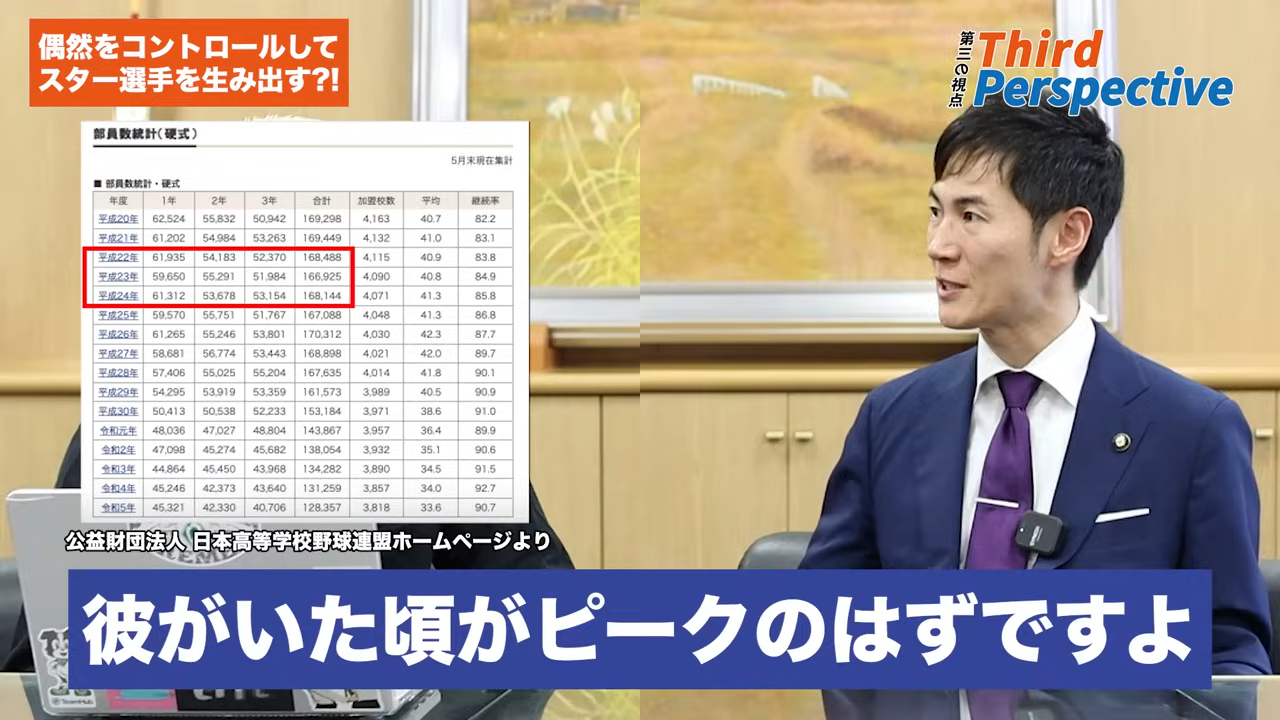 偶然をコントロールして
スター選手を生み出す?!
第三の視点
Third
Perspective
部員数統計(硬式)
5月末現在集計
■ 部員数統計・硬式
年度 1年 2年 3年 合計 加盟校数 平均 継続率
平成20年 62,524 55,832 50,942 169,298 4,163 40.7 82.2
平成21年 61,202 54,984 53,263 169,449 4,132 41.0 83.1
平成22年 61,935 54,183 52,370 168,488 4,115 40.9 83.8
平成23年 59,650 55,291 51,984 166,925 4,090 40.8 84.9
平成24年 61,312 53,678 53,154 168,144 4,071 41.3 85.8
平成25年 59,570 55,751 51,767 167,088 4,048 41.3 86.8
平成26年 61,265 55,246 53,801 170,312 4,030 42.3 87.7
平成27年 58,681 56,774 53,443 168,898 4,021 42.0 89.7
平成28年 57,406 55,025 55,204 167,635 4,014 41.8 90.1
平成29年 54,295 53,919 53,359 161,573 3,989 40.5 90.9
平成30年 50,413 50,538 52,233 153,184 3,971 38.6 91.0
令和元年 48,036 47,027 48,804 143,867 3,957 36.4 89.9
令和2年 47,098 45,274 45,682 138,054 3,932 35.1 90.6
令和3年 44,864 45,450 43,968 134,282 3,890 34.5 91.5
令和4年 45,246 42,373 43,640 131,259 3,857 34.0 92.7
令和5年 45,321 42,330 40,706 128,357 3,818 33.6 90.7
公益財団法人 日本高等学校野球連盟ホームページより
彼がいた頃がピークのはずですよ
TeamHub